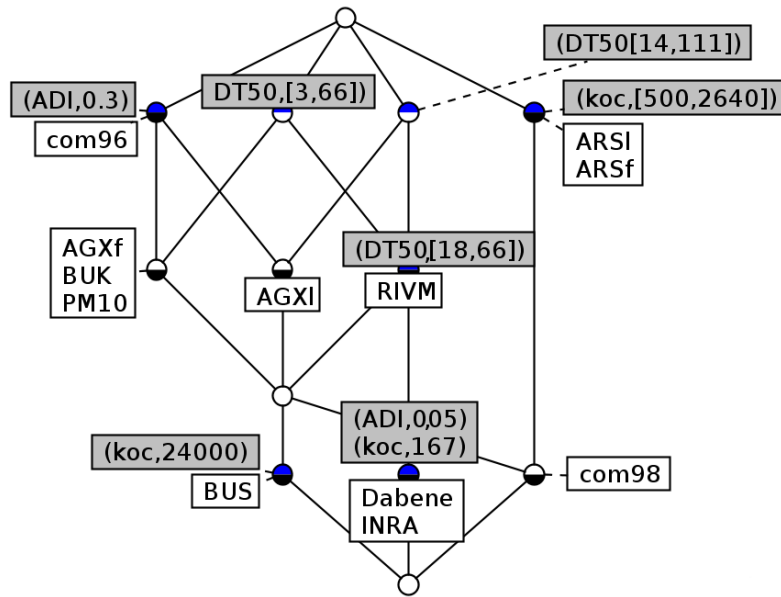 (DT50[14,111])
(ADI,0.3)
DT50,[3,66])
(koc,[500,2640])
com96
ARSl
ARSf
AGXf
BUK
PM10
(DT50,[18,66])
AGXl
RIVM
(ADI,0,05)
(koc,167)
(koc,24000)
BUS
com98
Dabene
INRA